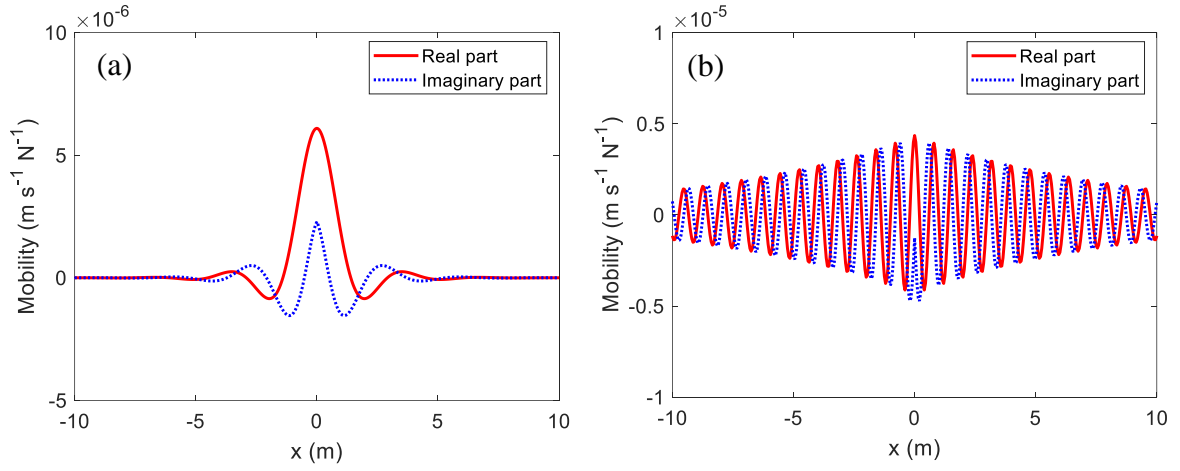 ×10⁻⁶
(a)
Real part
Imaginary part
10
5
0
-5
Mobility (m s⁻¹ N⁻¹)
-10
-5
0
5
10
x (m)
×10⁻⁵
(b)
Real part
Imaginary part
1
0.5
0
-0.5
-1
Mobility (m s⁻¹ N⁻¹)
-10
-5
0
5
10
x (m)